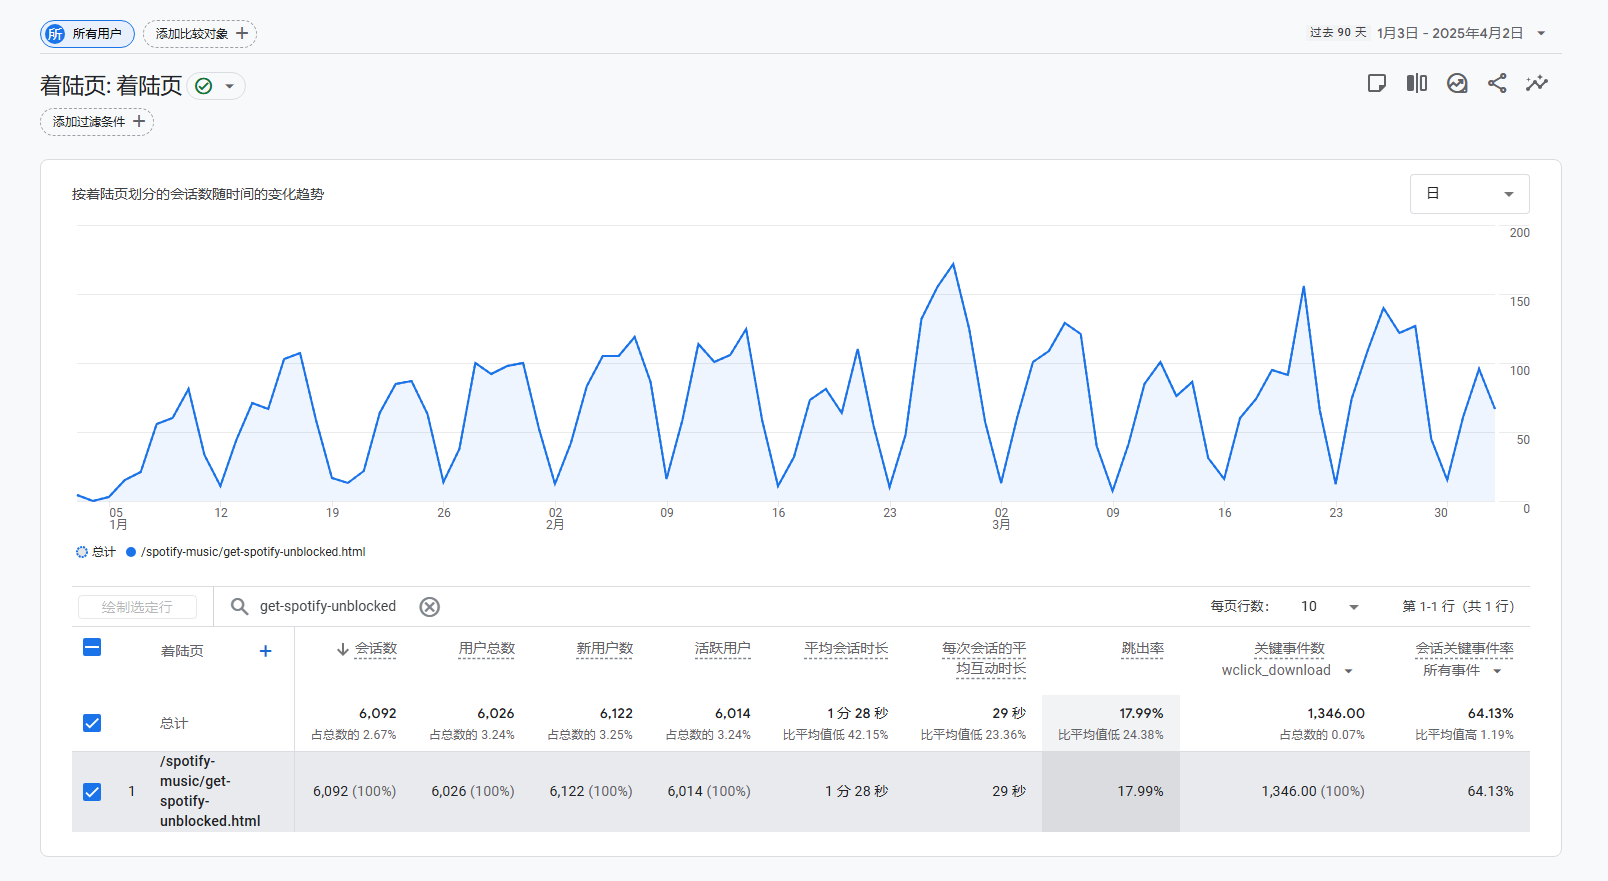 所 所有用户 添加比较对象 +
过去 90 天 1月3日 - 2025年4月2日
着陆页: 着陆页
添加过滤条件 +
按着陆页划分的会话数随时间的变化趋势
日
200
150
100
50
0
05 12 19 26 02 09 16 23 02 09 16 23 30
1月 2月 3月
总计 /spotify-music/get-spotify-unblocked.html
绘制选定行 get-spotify-unblocked 每页行数: 10 第 1-1 行（共 1 行）
着陆页 + ↓ 会话数 用户总数 新用户数 活跃用户 平均会话时长 每次会话的平 跳出率 关键事件数 会话关键事件率
均互动时长 wclick_download 所有事件
总计 6,092 6,026 6,122 6,014 1 分 28 秒 29 秒 17.99% 1,346.00 64.13%
占总数的 2.67% 占总数的 3.24% 占总数的 3.25% 占总数的 3.24% 比平均值低 42.15% 比平均值低 23.36% 比平均值低 24.38% 占总数的 0.07% 比平均值高 1.19%
/spotify-
music/get-
1 spotify- 6,092 (100%) 6,026 (100%) 6,122 (100%) 6,014 (100%) 1 分 28 秒 29 秒 17.99% 1,346.00 (100%) 64.13%
unblocked.html